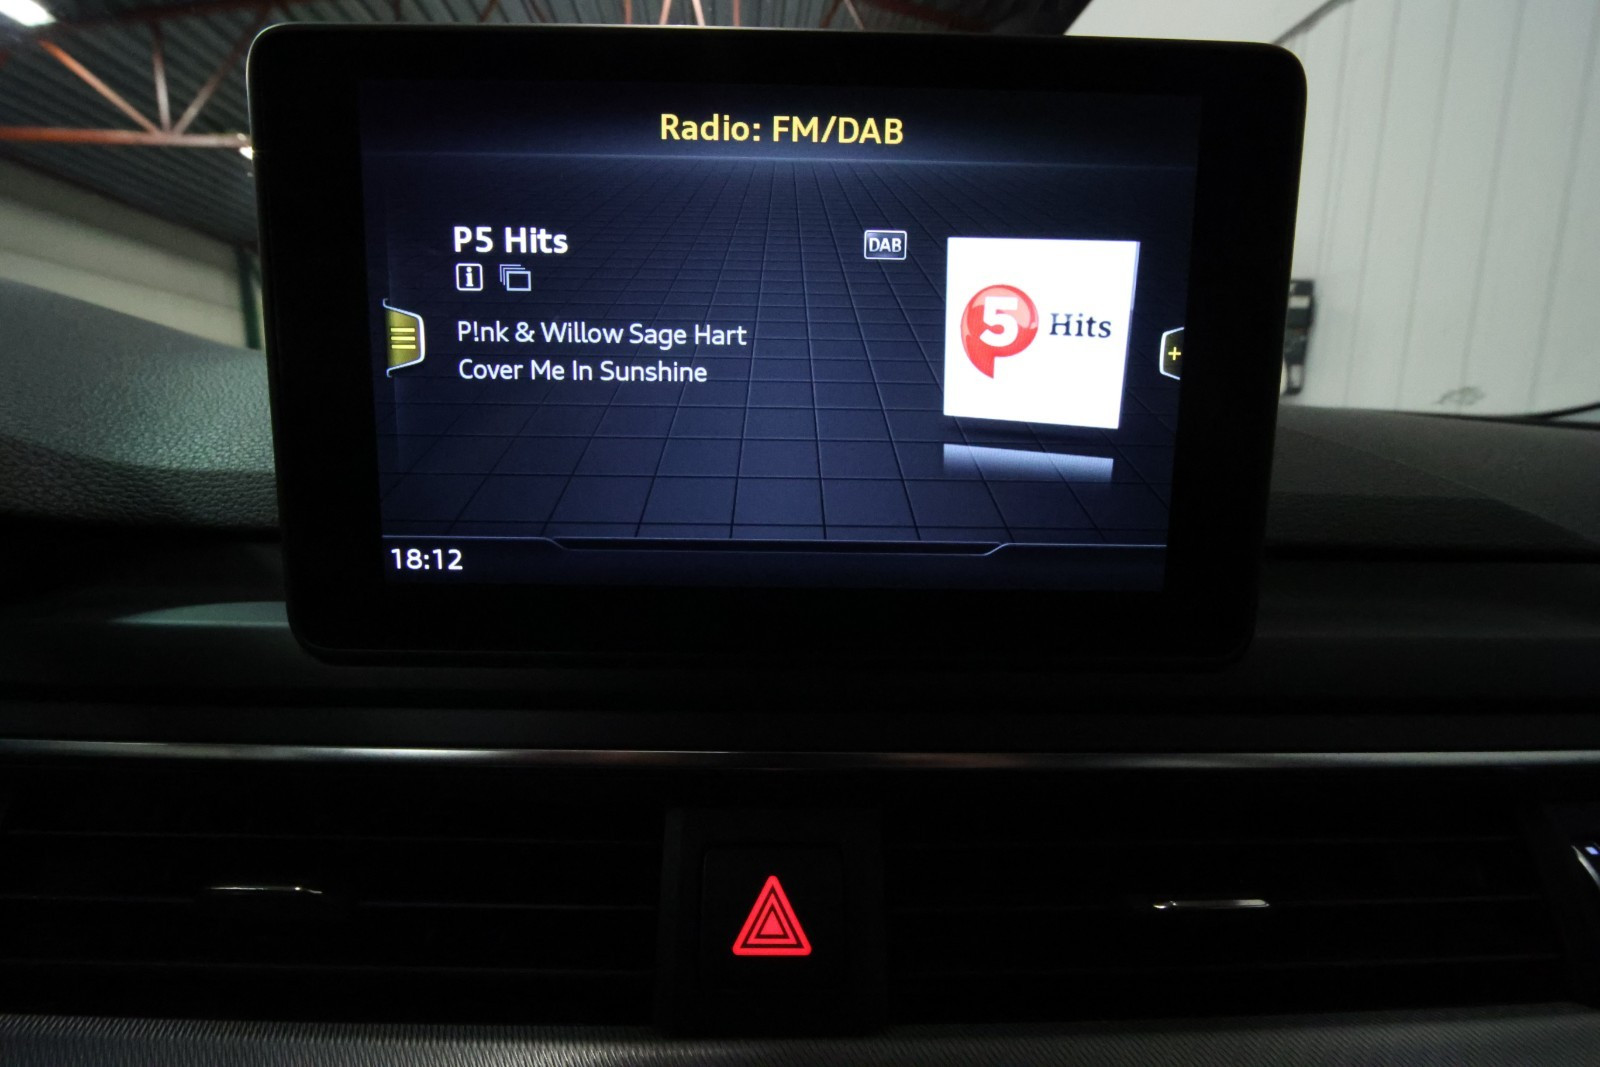 Radio: FM/DAB
P5 Hits
DAB
i
P!nk & Willow Sage Hart
Cover Me In Sunshine
5 Hits
+
18:12